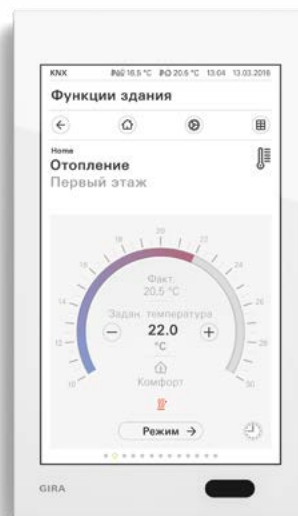 KNX 16.5 °C 20.5 °C 13:04 13.03.2016
Функции здания
Home
Отопление
Первый этаж
20
18 22
16 24
Факт.
20.5 °C
14 26
Задан. температура
12 − 22.0 + 28
°C
10 30
Комфорт
Режим →
GIRA